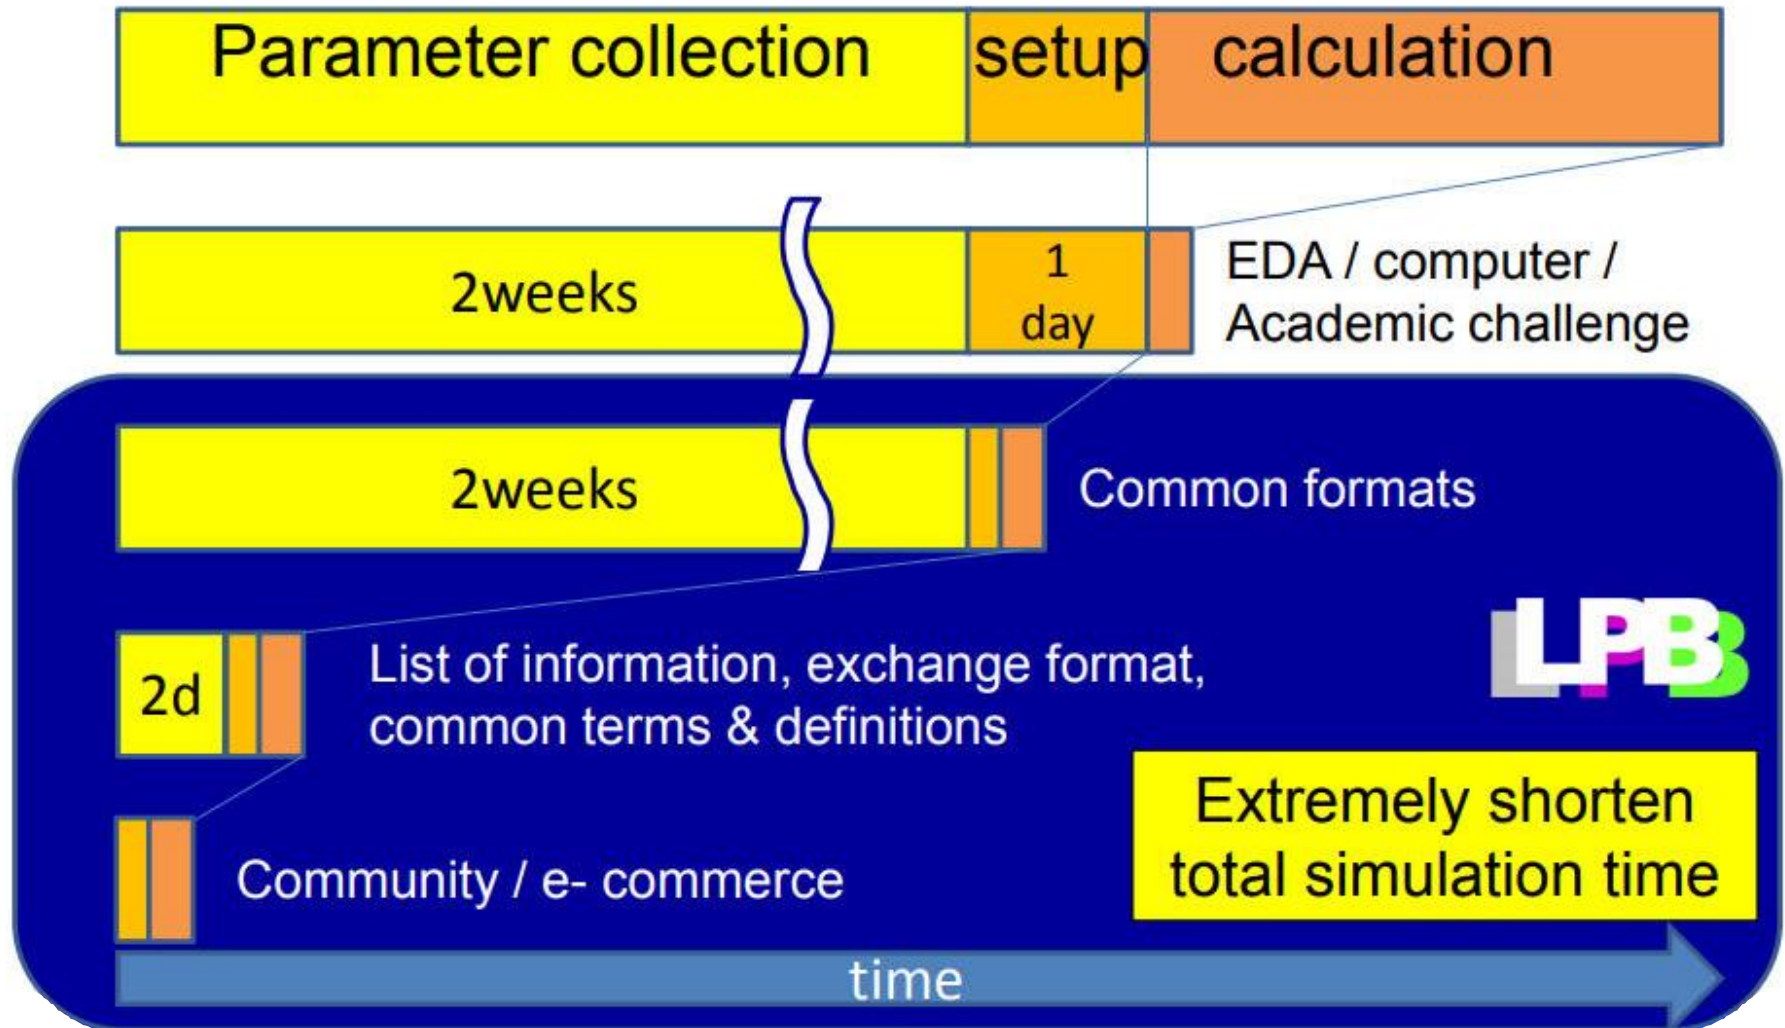 Parameter collection setup calculation
2weeks
1
day
EDA / computer /
Academic challenge
2weeks
Common formats
2d
List of information, exchange format,
common terms & definitions
LPB
Extremely shorten
total simulation time
Community / e- commerce
time